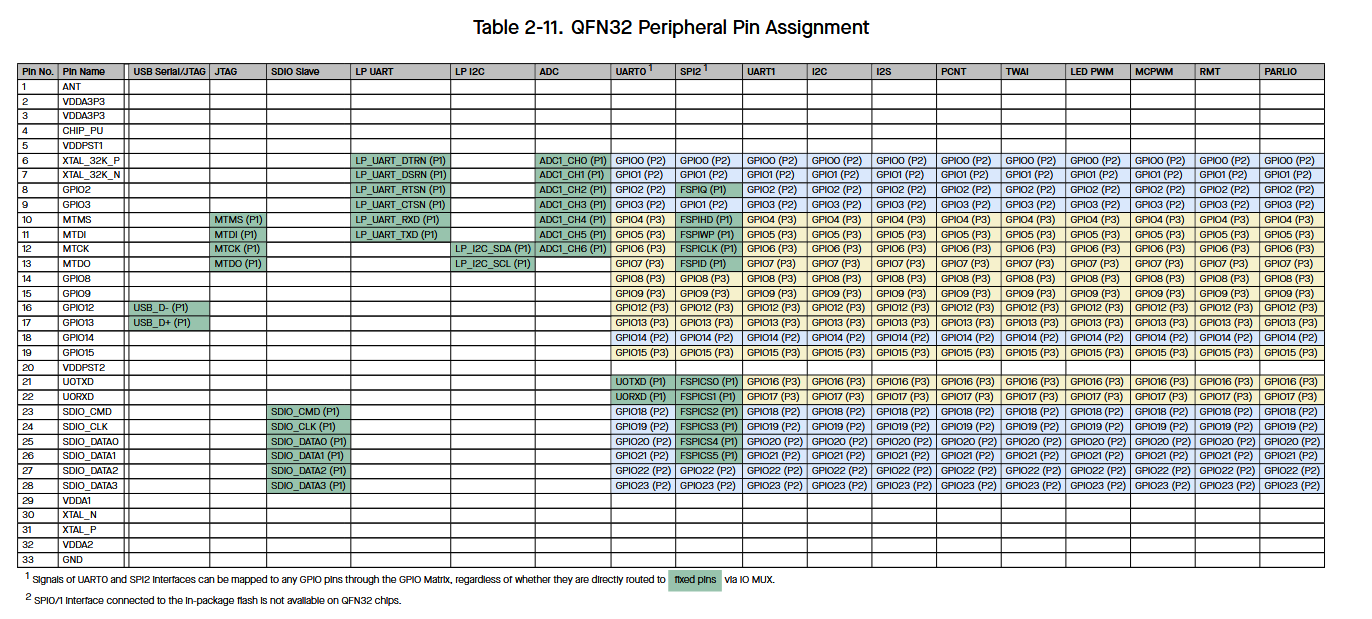 Table 2-11. QFN32 Peripheral Pin Assignment
Pin No. Pin Name USB Serial/JTAG JTAG SDIO Slave LP UART LP I2C ADC UART0 1 SPI2 1 UART1 I2C I2S PCNT TWAI LED PWM MCPWM RMT PARLIO
1 ANT
2 VDDA3P3
3 VDDA3P3
4 CHIP_PU
5 VDDPST1
6 XTAL_32K_P LP_UART_DTRN (P1) ADC1_CH0 (P1) GPIO0 (P2) GPIO0 (P2) GPIO0 (P2) GPIO0 (P2) GPIO0 (P2) GPIO0 (P2) GPIO0 (P2) GPIO0 (P2) GPIO0 (P2) GPIO0 (P2) GPIO0 (P2)
7 XTAL_32K_N LP_UART_DSRN (P1) ADC1_CH1 (P1) GPIO1 (P2) GPIO1 (P2) GPIO1 (P2) GPIO1 (P2) GPIO1 (P2) GPIO1 (P2) GPIO1 (P2) GPIO1 (P2) GPIO1 (P2) GPIO1 (P2) GPIO1 (P2)
8 GPIO2 LP_UART_RTSN (P1) ADC1_CH2 (P1) GPIO2 (P2) FSPIQ (P1) GPIO2 (P2) GPIO2 (P2) GPIO2 (P2) GPIO2 (P2) GPIO2 (P2) GPIO2 (P2) GPIO2 (P2) GPIO2 (P2) GPIO2 (P2)
9 GPIO3 LP_UART_CTSN (P1) ADC1_CH3 (P1) GPIO3 (P2) GPIO1 (P2) GPIO3 (P2) GPIO3 (P2) GPIO3 (P2) GPIO3 (P2) GPIO3 (P2) GPIO3 (P2) GPIO3 (P2) GPIO3 (P2) GPIO3 (P2)
10 MTMS MTMS (P1) LP_UART_RXD (P1) ADC1_CH4 (P1) GPIO4 (P3) FSPIHD (P1) GPIO4 (P3) GPIO4 (P3) GPIO4 (P3) GPIO4 (P3) GPIO4 (P3) GPIO4 (P3) GPIO4 (P3) GPIO4 (P3) GPIO4 (P3)
11 MTDI MTDI (P1) LP_UART_TXD (P1) ADC1_CH5 (P1) GPIO5 (P3) FSPIWP (P1) GPIO5 (P3) GPIO5 (P3) GPIO5 (P3) GPIO5 (P3) GPIO5 (P3) GPIO5 (P3) GPIO5 (P3) GPIO5 (P3) GPIO5 (P3)
12 MTCK MTCK (P1) LP_I2C_SDA (P1) ADC1_CH6 (P1) GPIO6 (P3) FSPICLK (P1) GPIO6 (P3) GPIO6 (P3) GPIO6 (P3) GPIO6 (P3) GPIO6 (P3) GPIO6 (P3) GPIO6 (P3) GPIO6 (P3) GPIO6 (P3)
13 MTDO MTDO (P1) LP_I2C_SCL (P1) GPIO7 (P3) FSPID (P1) GPIO7 (P3) GPIO7 (P3) GPIO7 (P3) GPIO7 (P3) GPIO7 (P3) GPIO7 (P3) GPIO7 (P3) GPIO7 (P3) GPIO7 (P3)
14 GPIO8 GPIO8 (P3) GPIO8 (P3) GPIO8 (P3) GPIO8 (P3) GPIO8 (P3) GPIO8 (P3) GPIO8 (P3) GPIO8 (P3) GPIO8 (P3) GPIO8 (P3) GPIO8 (P3)
15 GPIO9 GPIO9 (P3) GPIO9 (P3) GPIO9 (P3) GPIO9 (P3) GPIO9 (P3) GPIO9 (P3) GPIO9 (P3) GPIO9 (P3) GPIO9 (P3) GPIO9 (P3) GPIO9 (P3)
16 GPIO12 USB_D- (P1) GPIO12 (P3) GPIO12 (P3) GPIO12 (P3) GPIO12 (P3) GPIO12 (P3) GPIO12 (P3) GPIO12 (P3) GPIO12 (P3) GPIO12 (P3) GPIO12 (P3) GPIO12 (P3)
17 GPIO13 USB_D+ (P1) GPIO13 (P3) GPIO13 (P3) GPIO13 (P3) GPIO13 (P3) GPIO13 (P3) GPIO13 (P3) GPIO13 (P3) GPIO13 (P3) GPIO13 (P3) GPIO13 (P3) GPIO13 (P3)
18 GPIO14 GPIO14 (P2) GPIO14 (P2) GPIO14 (P2) GPIO14 (P2) GPIO14 (P2) GPIO14 (P2) GPIO14 (P2) GPIO14 (P2) GPIO14 (P2) GPIO14 (P2) GPIO14 (P2)
19 GPIO15 GPIO15 (P3) GPIO15 (P3) GPIO15 (P3) GPIO15 (P3) GPIO15 (P3) GPIO15 (P3) GPIO15 (P3) GPIO15 (P3) GPIO15 (P3) GPIO15 (P3) GPIO15 (P3)
20 VDDPST2
21 U0TXD U0TXD (P1) FSPICS0 (P1) GPIO16 (P3) GPIO16 (P3) GPIO16 (P3) GPIO16 (P3) GPIO16 (P3) GPIO16 (P3) GPIO16 (P3) GPIO16 (P3) GPIO16 (P3)
22 U0RXD U0RXD (P1) FSPICS1 (P1) GPIO17 (P3) GPIO17 (P3) GPIO17 (P3) GPIO17 (P3) GPIO17 (P3) GPIO17 (P3) GPIO17 (P3) GPIO17 (P3) GPIO17 (P3)
23 SDIO_CMD SDIO_CMD (P1) GPIO18 (P2) FSPICS2 (P1) GPIO18 (P2) GPIO18 (P2) GPIO18 (P2) GPIO18 (P2) GPIO18 (P2) GPIO18 (P2) GPIO18 (P2) GPIO18 (P2) GPIO18 (P2)
24 SDIO_CLK SDIO_CLK (P1) GPIO19 (P2) FSPICS3 (P1) GPIO19 (P2) GPIO19 (P2) GPIO19 (P2) GPIO19 (P2) GPIO19 (P2) GPIO19 (P2) GPIO19 (P2) GPIO19 (P2) GPIO19 (P2)
25 SDIO_DATA0 SDIO_DATA0 (P1) GPIO20 (P2) FSPICS4 (P1) GPIO20 (P2) GPIO20 (P2) GPIO20 (P2) GPIO20 (P2) GPIO20 (P2) GPIO20 (P2) GPIO20 (P2) GPIO20 (P2) GPIO20 (P2)
26 SDIO_DATA1 SDIO_DATA1 (P1) GPIO21 (P2) FSPICS5 (P1) GPIO21 (P2) GPIO21 (P2) GPIO21 (P2) GPIO21 (P2) GPIO21 (P2) GPIO21 (P2) GPIO21 (P2) GPIO21 (P2) GPIO21 (P2)
27 SDIO_DATA2 SDIO_DATA2 (P1) GPIO22 (P2) GPIO22 (P2) GPIO22 (P2) GPIO22 (P2) GPIO22 (P2) GPIO22 (P2) GPIO22 (P2) GPIO22 (P2) GPIO22 (P2) GPIO22 (P2) GPIO22 (P2)
28 SDIO_DATA3 SDIO_DATA3 (P1) GPIO23 (P2) GPIO23 (P2) GPIO23 (P2) GPIO23 (P2) GPIO23 (P2) GPIO23 (P2) GPIO23 (P2) GPIO23 (P2) GPIO23 (P2) GPIO23 (P2) GPIO23 (P2)
29 VDDA1
30 XTAL_N
31 XTAL_P
32 VDDA2
33 GND
1 Signals of UART0 and SPI2 interfaces can be mapped to any GPIO pins through the GPIO Matrix, regardless of whether they are directly routed to fixed pins via IO MUX.
2 SPI0/1 interface connected to the in-package flash is not available on QFN32 chips.